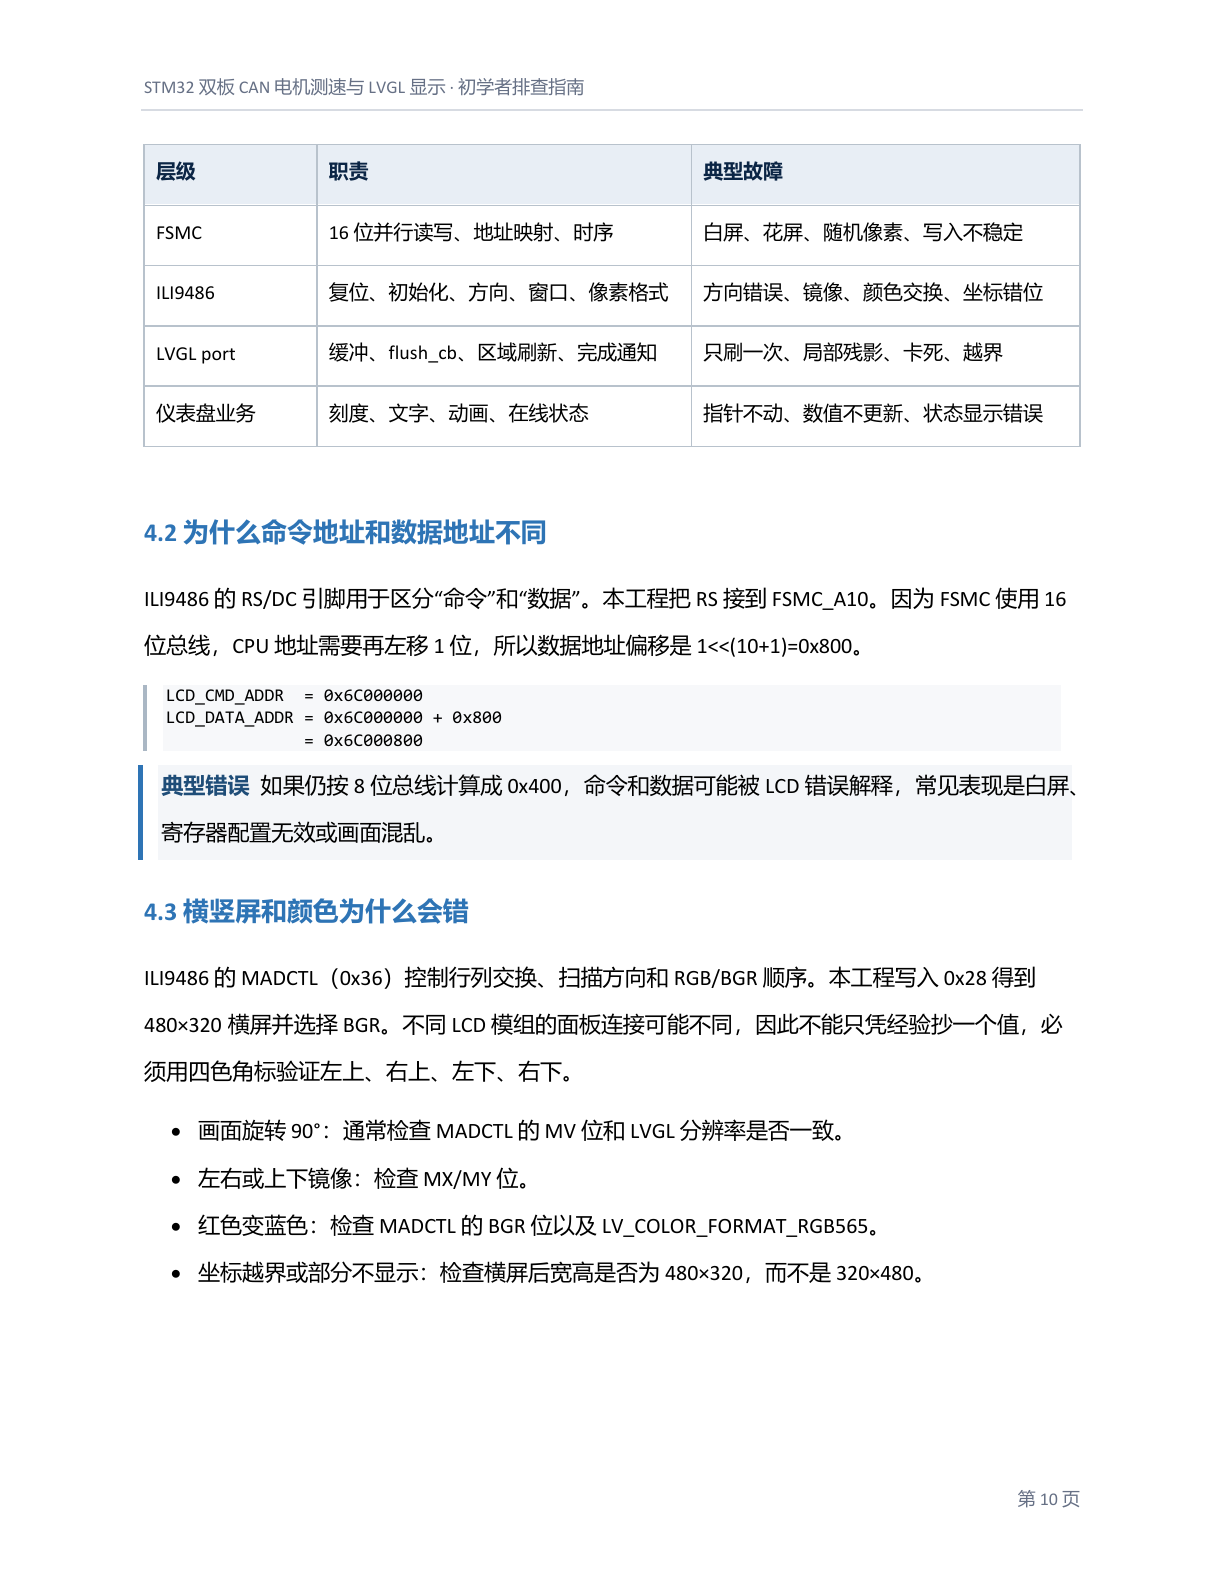 STM32 双板 CAN 电机测速与 LVGL 显示 · 初学者排查指南
层级 职责 典型故障
FSMC 16 位并行读写、地址映射、时序 白屏、花屏、随机像素、写入不稳定
ILI9486 复位、初始化、方向、窗口、像素格式 方向错误、镜像、颜色交换、坐标错位
LVGL port 缓冲、flush_cb、区域刷新、完成通知 只刷一次、局部残影、卡死、越界
仪表盘业务 刻度、文字、动画、在线状态 指针不动、数值不更新、状态显示错误
4.2 为什么命令地址和数据地址不同
ILI9486 的 RS/DC 引脚用于区分“命令”和“数据”。本工程把 RS 接到 FSMC_A10。因为 FSMC 使用 16
位总线，CPU 地址需要再左移 1 位，所以数据地址偏移是 1<<(10+1)=0x800。
LCD_CMD_ADDR  = 0x6C000000
LCD_DATA_ADDR = 0x6C000000 + 0x800
= 0x6C000800
典型错误 如果仍按 8 位总线计算成 0x400，命令和数据可能被 LCD 错误解释，常见表现是白屏、
寄存器配置无效或画面混乱。
4.3 横竖屏和颜色为什么会错
ILI9486 的 MADCTL（0x36）控制行列交换、扫描方向和 RGB/BGR 顺序。本工程写入 0x28 得到
480×320 横屏并选择 BGR。不同 LCD 模组的面板连接可能不同，因此不能只凭经验抄一个值，必
须用四色角标验证左上、右上、左下、右下。
• 画面旋转 90°：通常检查 MADCTL 的 MV 位和 LVGL 分辨率是否一致。
• 左右或上下镜像：检查 MX/MY 位。
• 红色变蓝色：检查 MADCTL 的 BGR 位以及 LV_COLOR_FORMAT_RGB565。
• 坐标越界或部分不显示：检查横屏后宽高是否为 480×320，而不是 320×480。
第 10 页